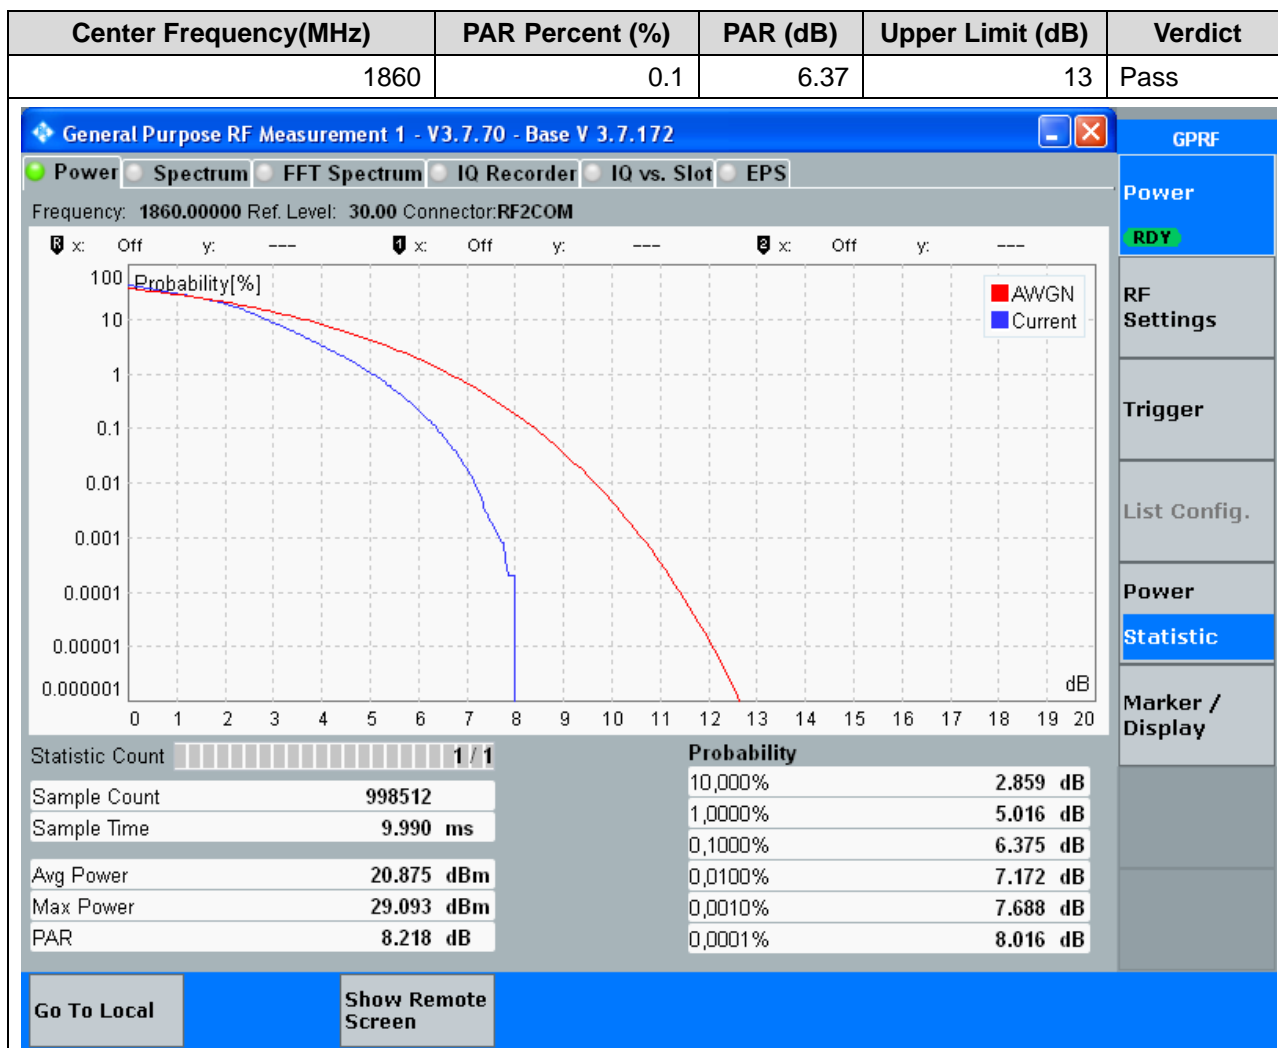 Center Frequency(MHz) PAR Percent (%) PAR (dB) Upper Limit (dB) Verdict
1860 0.1 6.37 13 Pass
General Purpose RF Measurement 1 - V3.7.70 - Base V 3.7.172
GPRF
Power Spectrum FFT Spectrum IQ Recorder IQ vs. Slot EPS
Power
RDY
Frequency: 1860.00000 Ref. Level: 30.00 Connector:RF2COM
R x: Off y: --- 1 x: Off y: --- 2 x: Off y: ---
100 Probability[%]
AWGN
Current
10
1
0.1
0.01
0.001
0.0001
0.00001
0.000001
dB
0 1 2 3 4 5 6 7 8 9 10 11 12 13 14 15 16 17 18 19 20
RF
Settings
Trigger
List Config.
Power
Statistic
Marker /
Display
Statistic Count 1 / 1
Sample Count 998512
Sample Time 9.990 ms
Avg Power 20.875 dBm
Max Power 29.093 dBm
PAR 8.218 dB
Probability
10,000% 2.859 dB
1,0000% 5.016 dB
0,1000% 6.375 dB
0,0100% 7.172 dB
0,0010% 7.688 dB
0,0001% 8.016 dB
Go To Local
Show Remote
Screen